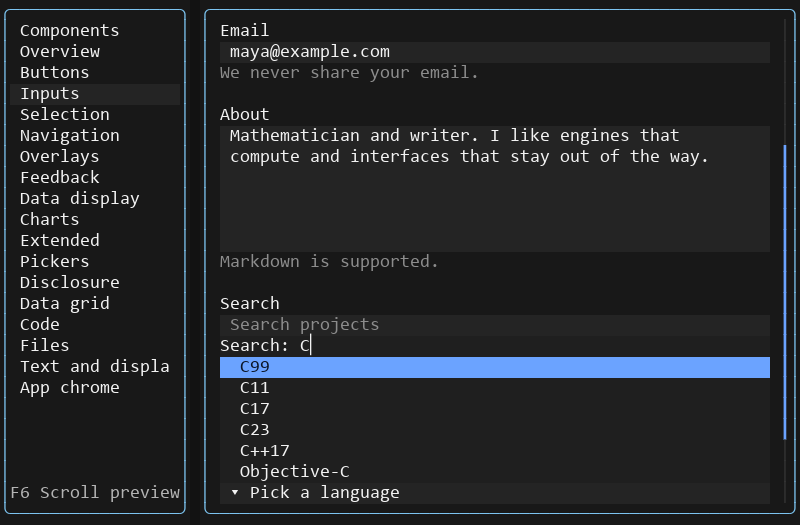 Components
Overview
Buttons
Inputs
Selection
Navigation
Overlays
Feedback
Data display
Charts
Extended
Pickers
Disclosure
Data grid
Code
Files
Text and displa
App chrome
F6 Scroll preview
Email
maya@example.com
We never share your email.
About
Mathematician and writer. I like engines that
compute and interfaces that stay out of the way.
Markdown is supported.
Search
Search projects
Search: C
C99
C11
C17
C23
C++17
Objective-C
▾ Pick a language